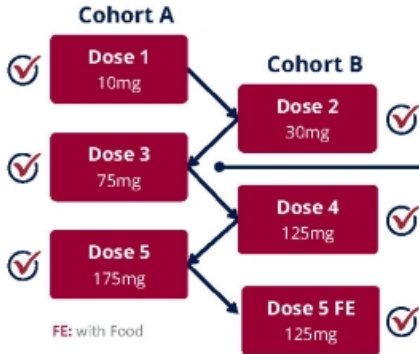 Cohort A
Dose 1
10mg
Cohort B
Dose 2
30mg
Dose 3
75mg
Dose 4
125mg
Dose 5
175mg
Dose 5 FE
125mg
FE: with Food